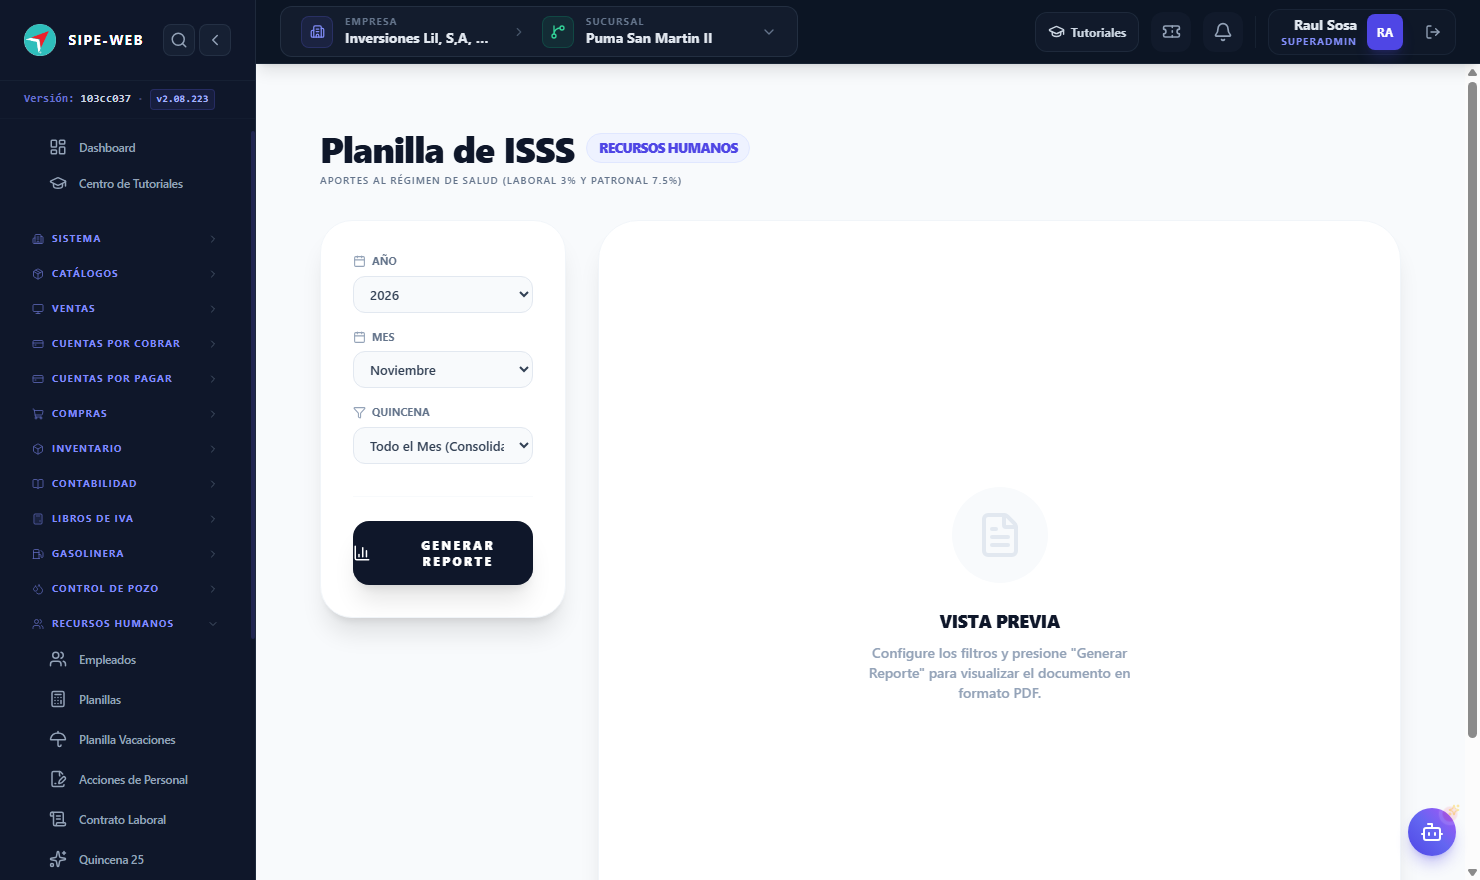 SIPE-WEB
Versión: 103cc037 · v2.08.223
Dashboard
Centro de Tutoriales
SISTEMA
CATÁLOGOS
VENTAS
CUENTAS POR COBRAR
CUENTAS POR PAGAR
COMPRAS
INVENTARIO
CONTABILIDAD
LIBROS DE IVA
GASOLINERA
CONTROL DE POZO
RECURSOS HUMANOS
Empleados
Planillas
Planilla Vacaciones
Acciones de Personal
Contrato Laboral
Quincena 25
EMPRESA
Inversiones Lil, S,A, ...
SUCURSAL
Puma San Martin II
Tutoriales
Raul Sosa
SUPERADMIN
RA
Planilla de ISSS
RECURSOS HUMANOS
APORTES AL RÉGIMEN DE SALUD (LABORAL 3% Y PATRONAL 7.5%)
AÑO
2026
MES
Noviembre
QUINCENA
Todo el Mes (Consolida
GENERAR
REPORTE
VISTA PREVIA
Configure los filtros y presione "Generar
Reporte" para visualizar el documento en
formato PDF.